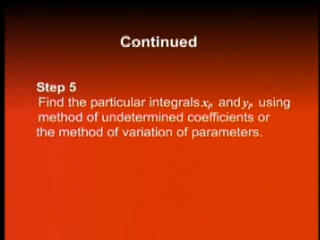 Continued
Step 5
Find the particular integrals xₚ and yₚ using
method of undetermined coefficients or
the method of variation of parameters.